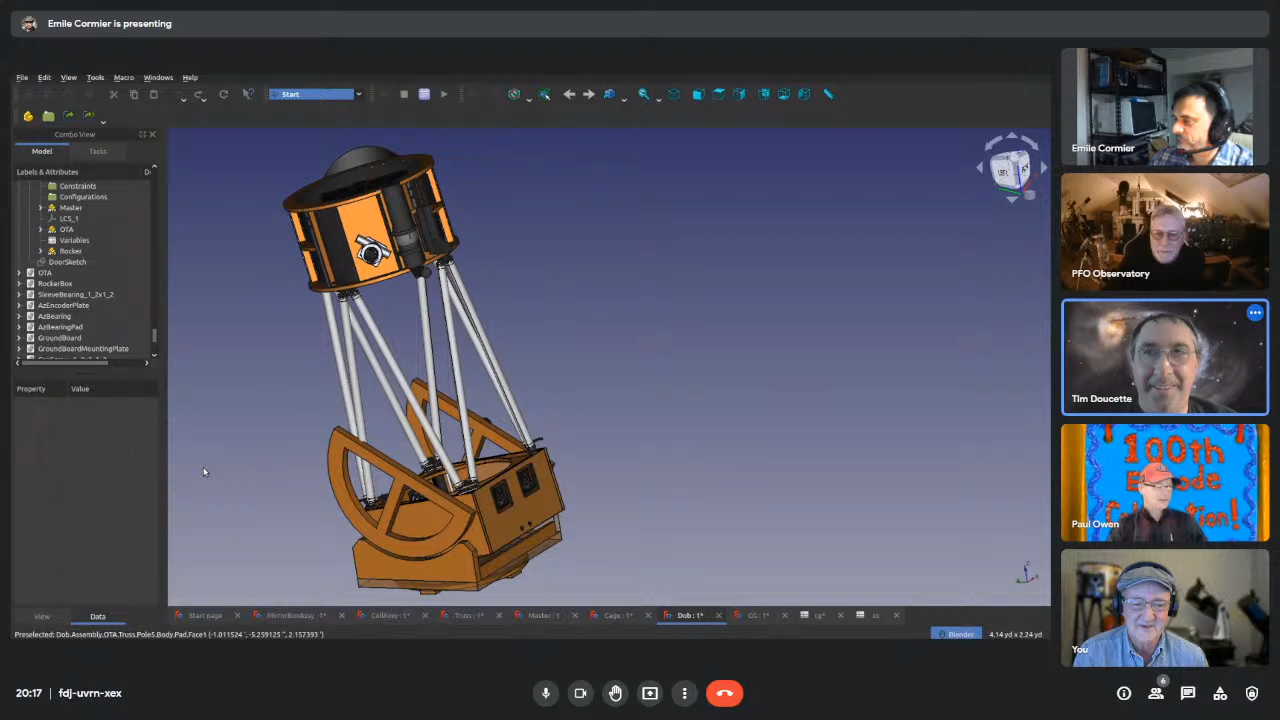 Emile Cormier is presenting
File Edit View Tools Macro Windows Help
Start
Combo View
Model Tasks
Labels & Attributes
Constraints
Configurations
Master
LCS_1
OTA
Variables
Rocker
DoorSketch
OTA
RockerBox
SleeveBearing_1_2x1_2
AzEncoderPlate
AzBearing
AzBearingPad
GroundBoard
GroundBoardMountingPlate
Property Value
View Data
Start page MirrorBoxAssy : 1* CellAssy : 1* Truss : 1* Master : 1 Cage : 1* Dob : 1* CG : 1* cg* ss
Preselected: Dob.Assembly.OTA.Truss.Pole5.Body.Pad.Face1 (-1.011524 ', -5.259125 ', 2.157393 ')
Blender 4.14 yd x 2.24 yd
LEFT
Emile Cormier
PFO Observatory
Tim Doucette
100th
Paul Owen
You
20:17 fdj-uvrn-xex
6